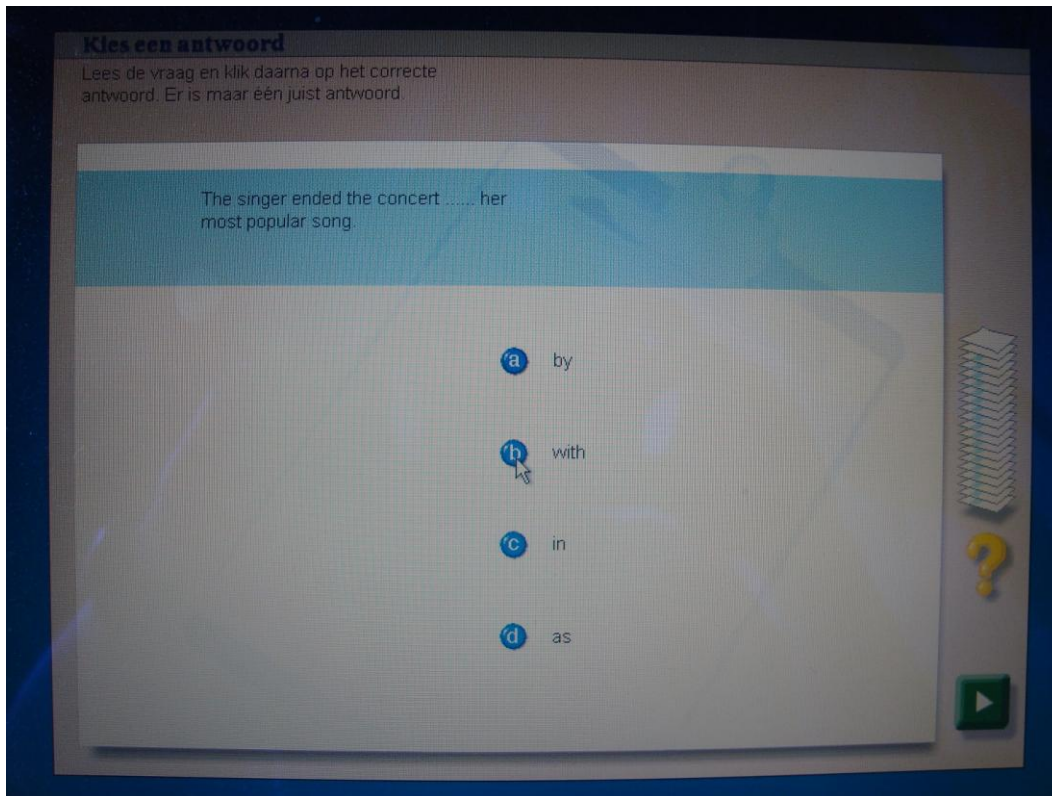 Kies een antwoord
Lees de vraag en klik daarna op het correcte
antwoord. Er is maar één juist antwoord.
The singer ended the concert ...... her
most popular song.
a by
b with
c in
d as
?